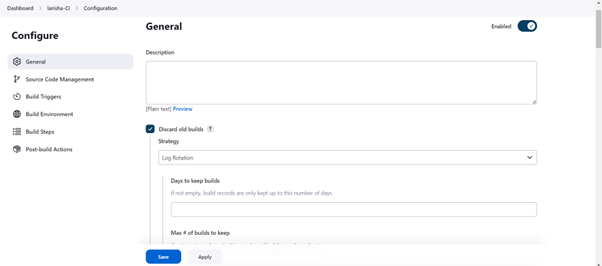 Dashboard > larisha-CI > Configuration
Configure
General
Source Code Management
Build Triggers
Build Environment
Build Steps
Post-build Actions
General
Enabled
Description
[Plain text] Preview
Discard old builds ?
Strategy
Log Rotation
Days to keep builds
If not empty, build records are only kept up to this number of days
Max # of builds to keep
Save
Apply